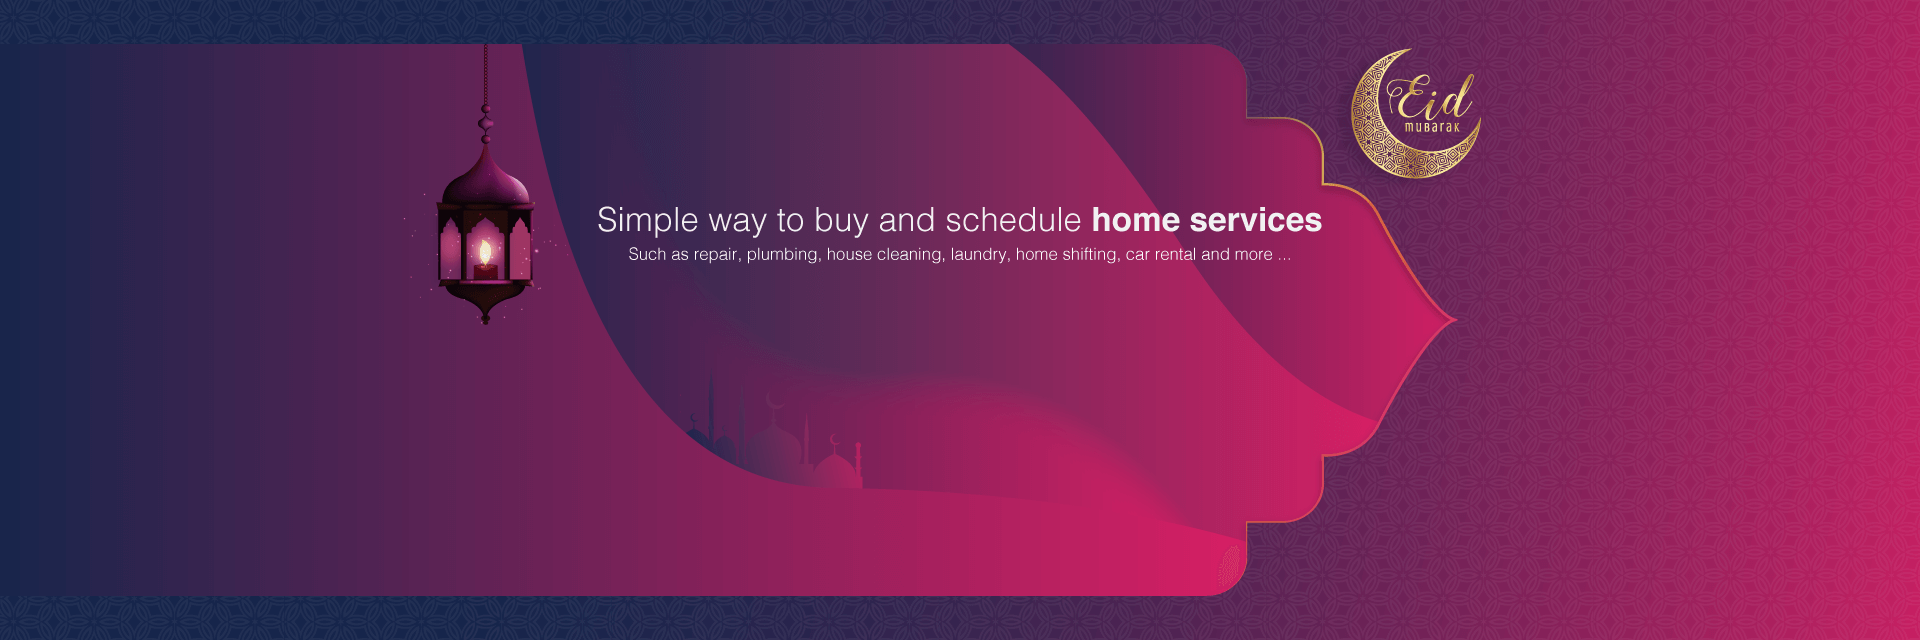 Eid
MUBARAK
Simple way to buy and schedule home services
Such as repair, plumbing, house cleaning, laundry, home shifting, car rental and more ...